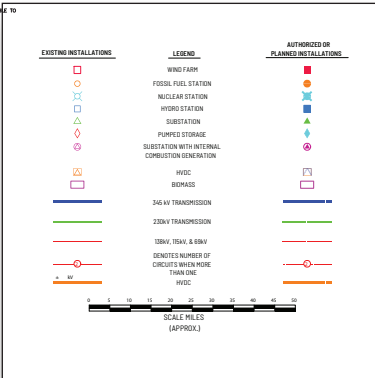 LE TO
EXISTING INSTALLATIONS
LEGEND
AUTHORIZED OR
PLANNED INSTALLATIONS
WIND FARM
FOSSIL FUEL STATION
NUCLEAR STATION
HYDRO STATION
SUBSTATION
PUMPED STORAGE
SUBSTATION WITH INTERNAL
COMBUSTION GENERATION
HVDC
BIOMASS
345 kV TRANSMISSION
230kV TRANSMISSION
138kV, 115kV, & 69kV
DENOTES NUMBER OF
CIRCUITS WHEN MORE
THAN ONE
kV
HVDC
0 5 10 15 20 25 30 35 40 45 50
SCALE MILES
(APPROX.)